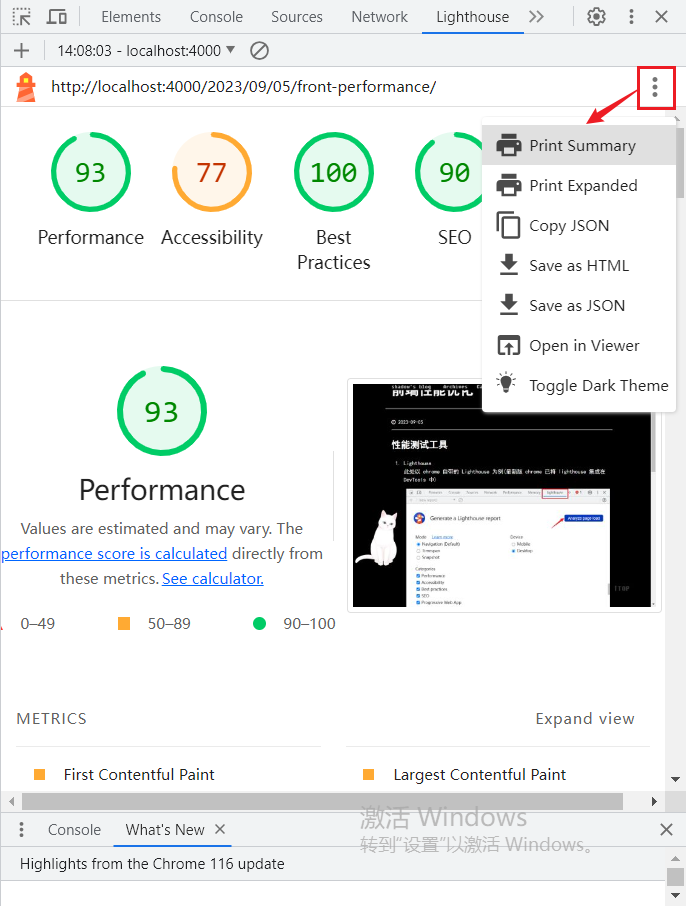 Elements Console Sources Network Lighthouse
14:08:03 - localhost:4000
http://localhost:4000/2023/09/05/front-performance/
93 77 100 90
Performance Accessibility Best Practices SEO
Print Summary
Print Expanded
Copy JSON
Save as HTML
Save as JSON
Open in Viewer
Toggle Dark Theme
93
Performance
Values are estimated and may vary. The
performance score is calculated directly from
these metrics. See calculator.
0–49 50–89 90–100
shadow's blog Archives
前端性能优化
2023-09-05
性能测试工具
1. Lighthouse
此处以 chrome 自带的 Lighthouse 为例(最新版 chrome 已将 lighthouse 集成在
DevTools 中)
Generate a Lighthouse report
Analyze page load
Mode Learn more Device
Navigation (Default) Mobile
Timespan Desktop
Snapshot
Categories
Performance
Accessibility
Best practices
SEO
Progressive Web App
METRICS Expand view
First Contentful Paint Largest Contentful Paint
激活 Windows
转到"设置"以激活 Windows。
Console What's New
Highlights from the Chrome 116 update